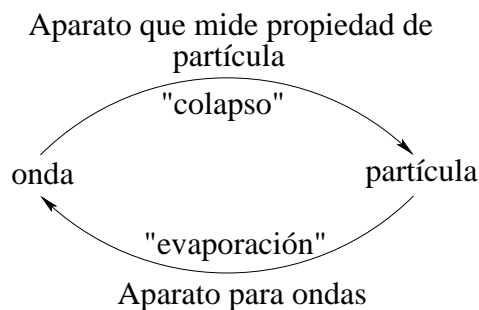 Aparato que mide propiedad de
partícula
"colapso"
onda
partícula
"evaporación"
Aparato para ondas